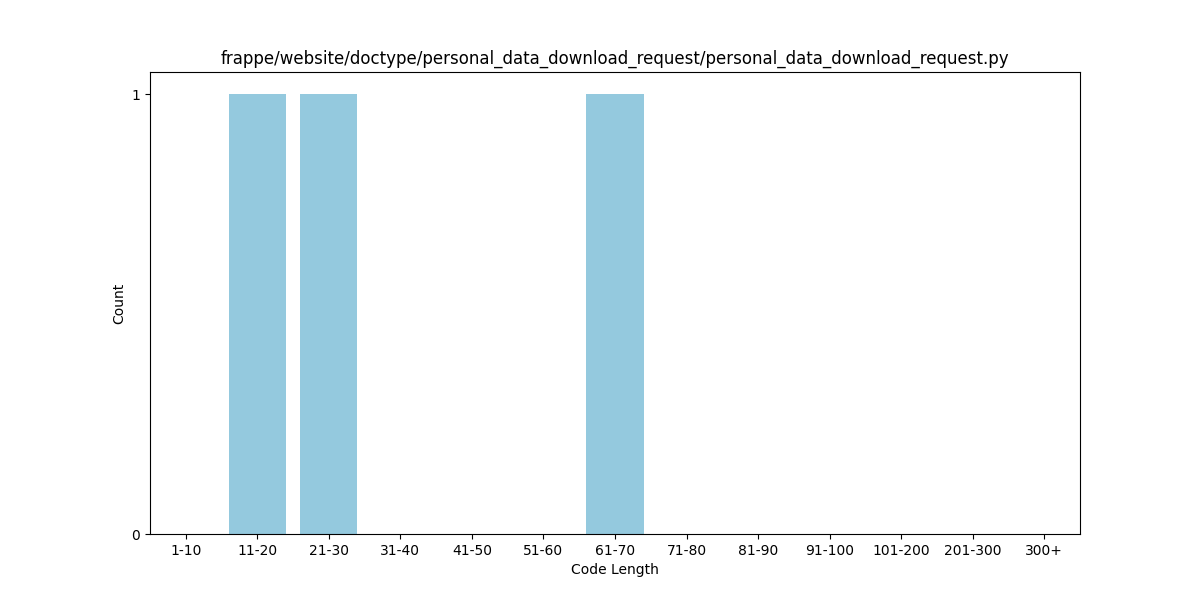 frappe/website/doctype/personal_data_download_request/personal_data_download_request.py
1
Count
0
1-10 11-20 21-30 31-40 41-50 51-60 61-70 71-80 81-90 91-100 101-200 201-300 300+
Code Length